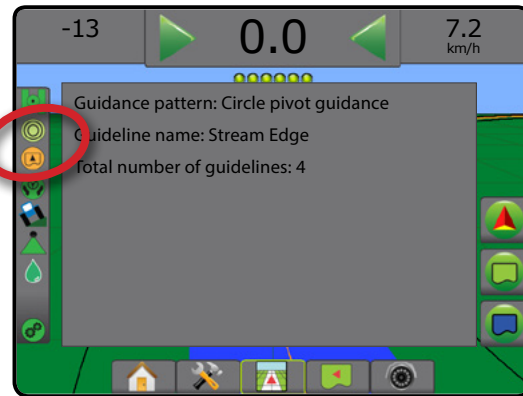 -13
0.0
7.2
km/h
Guidance pattern: Circle pivot guidance
Guideline name: Stream Edge
Total number of guidelines: 4